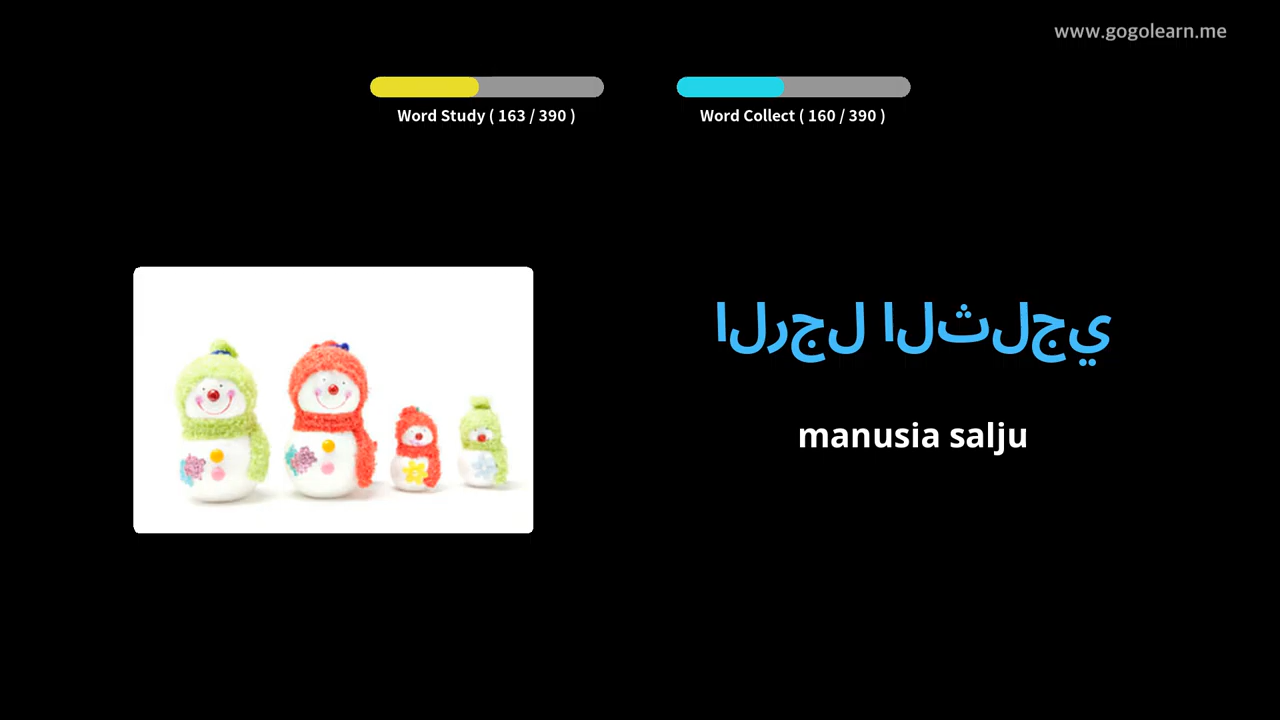 www.gogolearn.me
Word Study ( 163 / 390 )
Word Collect ( 160 / 390 )
الرجل الثلجي
manusia salju